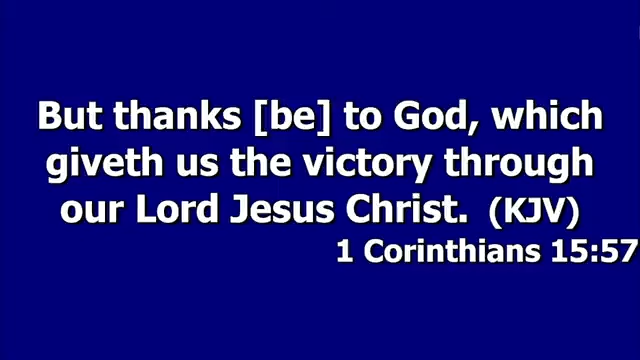 But thanks [be] to God, which
giveth us the victory through
our Lord Jesus Christ. (KJV)
1 Corinthians 15:57